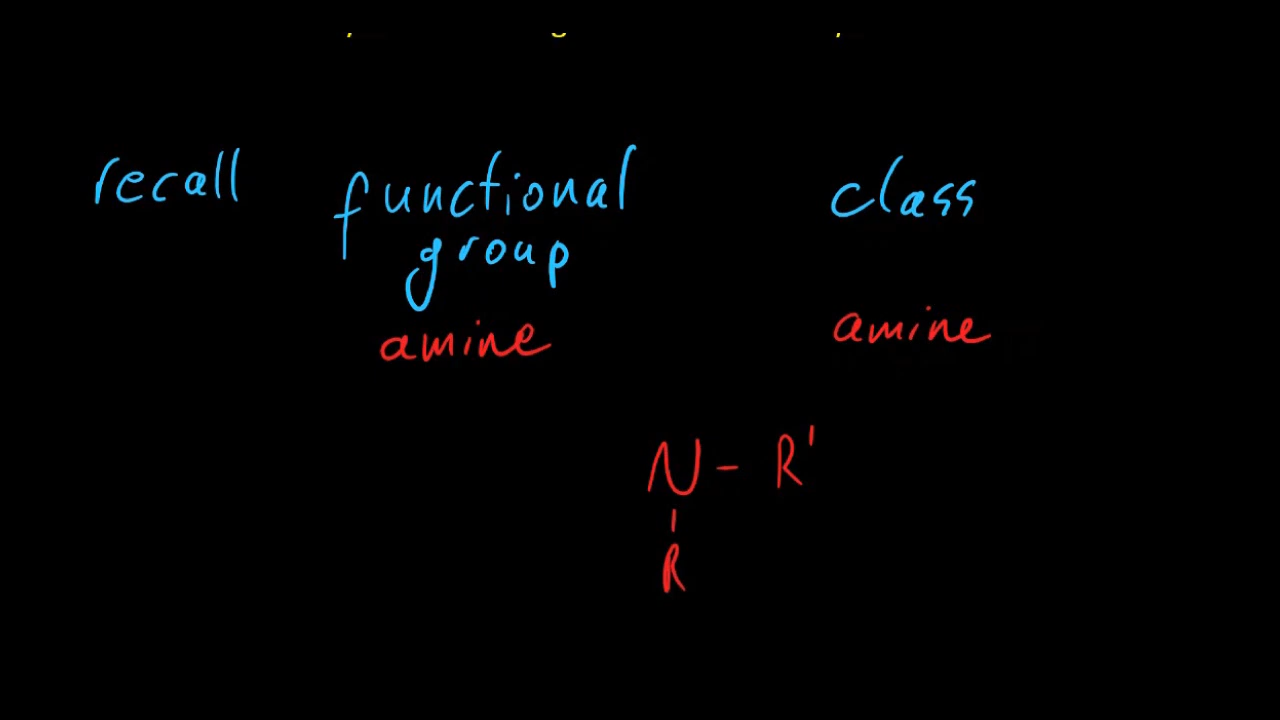 recall functional class
group
amine amine
N - R'
R